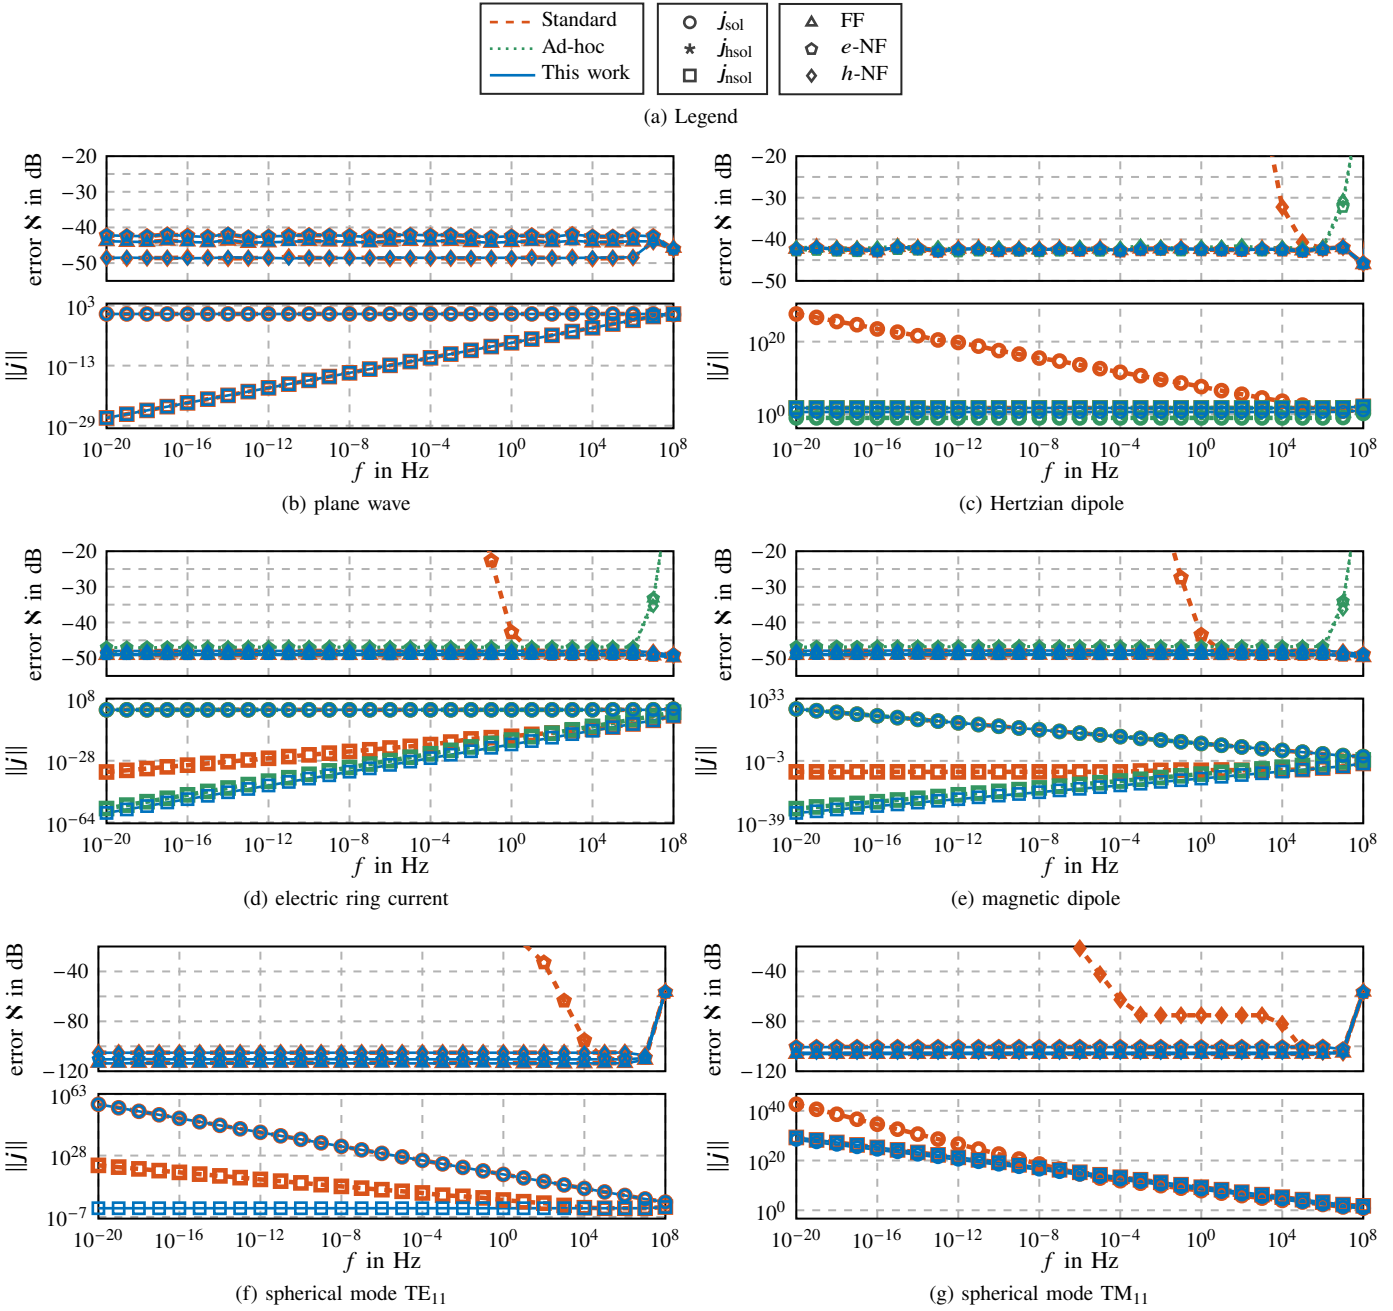 Standard
Ad-hoc
This work
j_sol
j_hsol
j_nsol
FF
e-NF
h-NF
(a) Legend
error ℵ in dB
−20
−30
−40
−50
||j||
10^3
10^−13
10^−29
10^−20 10^−16 10^−12 10^−8 10^−4 10^0 10^4 10^8
f in Hz
(b) plane wave
error ℵ in dB
−20
−30
−40
−50
||j||
10^20
10^0
10^−20 10^−16 10^−12 10^−8 10^−4 10^0 10^4 10^8
f in Hz
(c) Hertzian dipole
error ℵ in dB
−20
−30
−40
−50
||j||
10^8
10^−28
10^−64
10^−20 10^−16 10^−12 10^−8 10^−4 10^0 10^4 10^8
f in Hz
(d) electric ring current
error ℵ in dB
−20
−30
−40
−50
||j||
10^33
10^−3
10^−39
10^−20 10^−16 10^−12 10^−8 10^−4 10^0 10^4 10^8
f in Hz
(e) magnetic dipole
error ℵ in dB
−40
−80
−120
||j||
10^63
10^28
10^−7
10^−20 10^−16 10^−12 10^−8 10^−4 10^0 10^4 10^8
f in Hz
(f) spherical mode TE_11
error ℵ in dB
−40
−80
−120
||j||
10^40
10^20
10^0
10^−20 10^−16 10^−12 10^−8 10^−4 10^0 10^4 10^8
f in Hz
(g) spherical mode TM_11